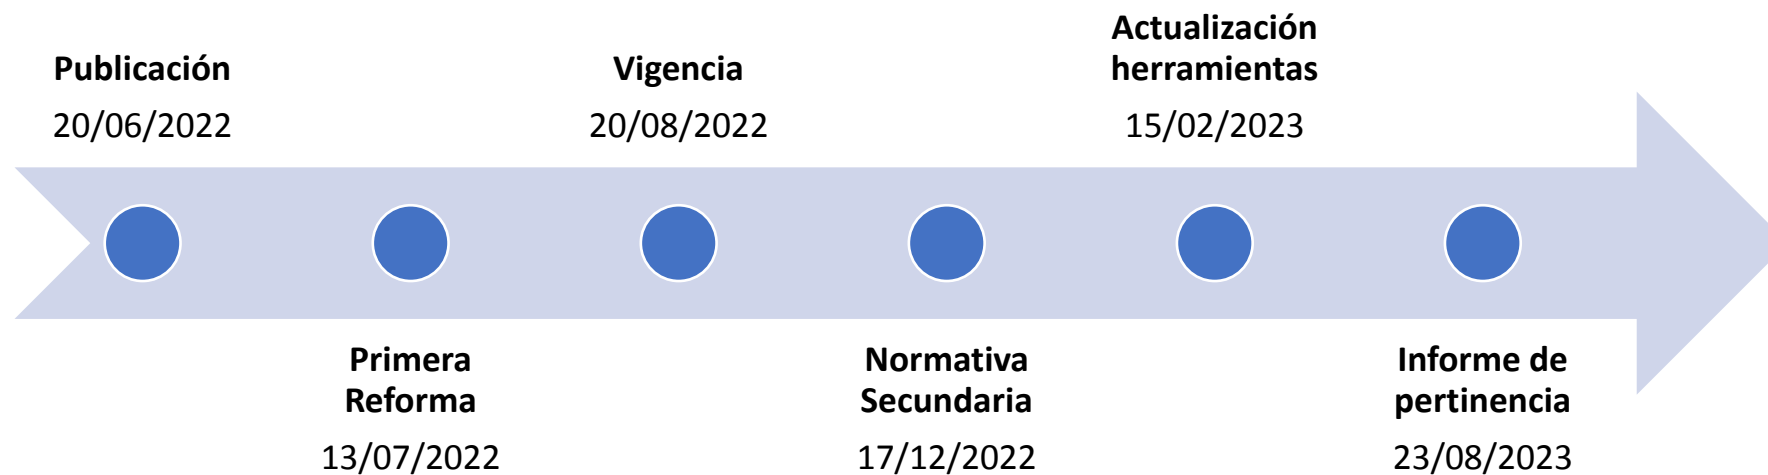 Publicación
20/06/2022
Primera
Reforma
13/07/2022
Vigencia
20/08/2022
Normativa
Secundaria
17/12/2022
Actualización
herramientas
15/02/2023
Informe de
pertinencia
23/08/2023